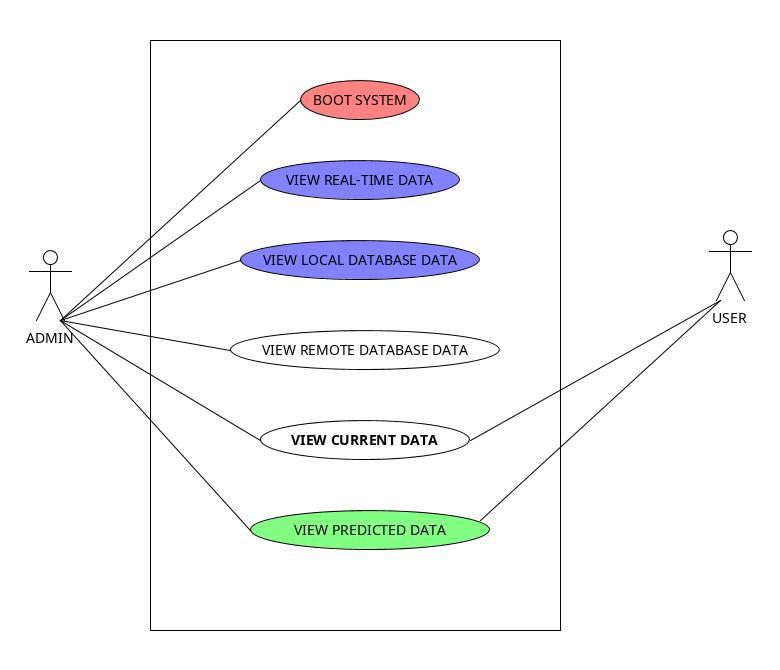 BOOT SYSTEM
VIEW REAL-TIME DATA
VIEW LOCAL DATABASE DATA
ADMIN
USER
VIEW REMOTE DATABASE DATA
VIEW CURRENT DATA
VIEW PREDICTED DATA